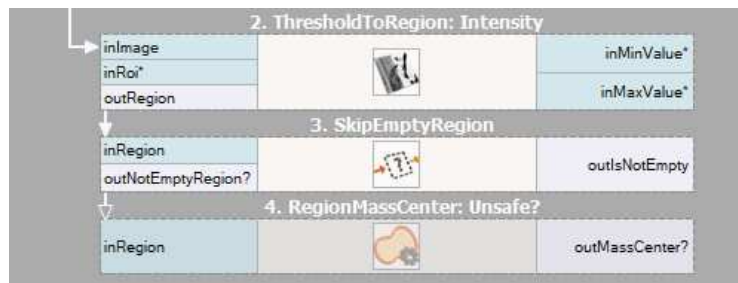 2. ThresholdToRegion: Intensity
inImage
inMinValue*
inRoi*
inMaxValue*
outRegion
3. SkipEmptyRegion
inRegion
outIsNotEmpty
outNotEmptyRegion?
4. RegionMassCenter: Unsafe?
inRegion
outMassCenter?